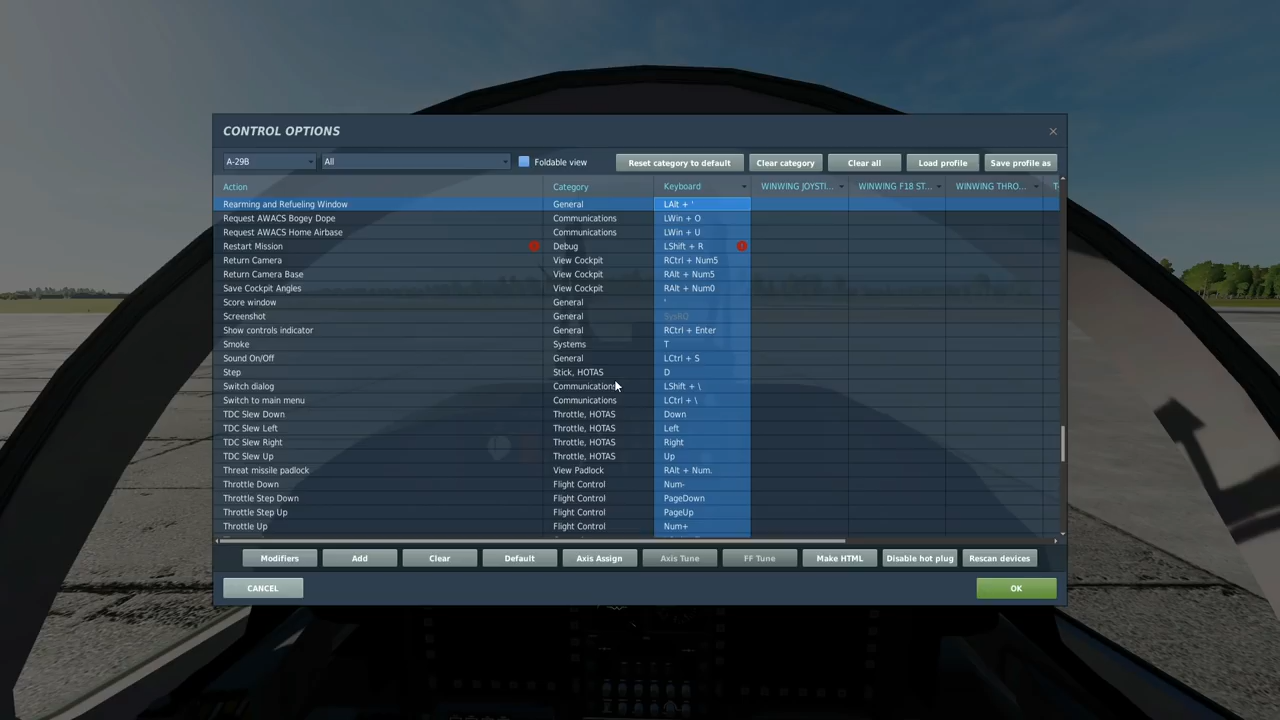 CONTROL OPTIONS
A-29B All Foldable view Reset category to default Clear category Clear all Load profile Save profile as
Action Category Keyboard WINWING JOYSTI... WINWING F18 ST... WINWING THRO...
Rearming and Refueling Window General LAlt + '
Request AWACS Bogey Dope Communications LWin + O
Request AWACS Home Airbase Communications LWin + U
Restart Mission Debug LShift + R
Return Camera View Cockpit RCtrl + Num5
Return Camera Base View Cockpit RAlt + Num5
Save Cockpit Angles View Cockpit RAlt + Num0
Score window General '
Screenshot General SysRQ
Show controls indicator General RCtrl + Enter
Smoke Systems T
Sound On/Off General LCtrl + S
Step Stick, HOTAS D
Switch dialog Communications LShift + \
Switch to main menu Communications LCtrl + \
TDC Slew Down Throttle, HOTAS Down
TDC Slew Left Throttle, HOTAS Left
TDC Slew Right Throttle, HOTAS Right
TDC Slew Up Throttle, HOTAS Up
Threat missile padlock View Padlock RAlt + Num.
Throttle Down Flight Control Num-
Throttle Step Down Flight Control PageDown
Throttle Step Up Flight Control PageUp
Throttle Up Flight Control Num+
Modifiers Add Clear Default Axis Assign Axis Tune FF Tune Make HTML Disable hot plug Rescan devices
CANCEL OK